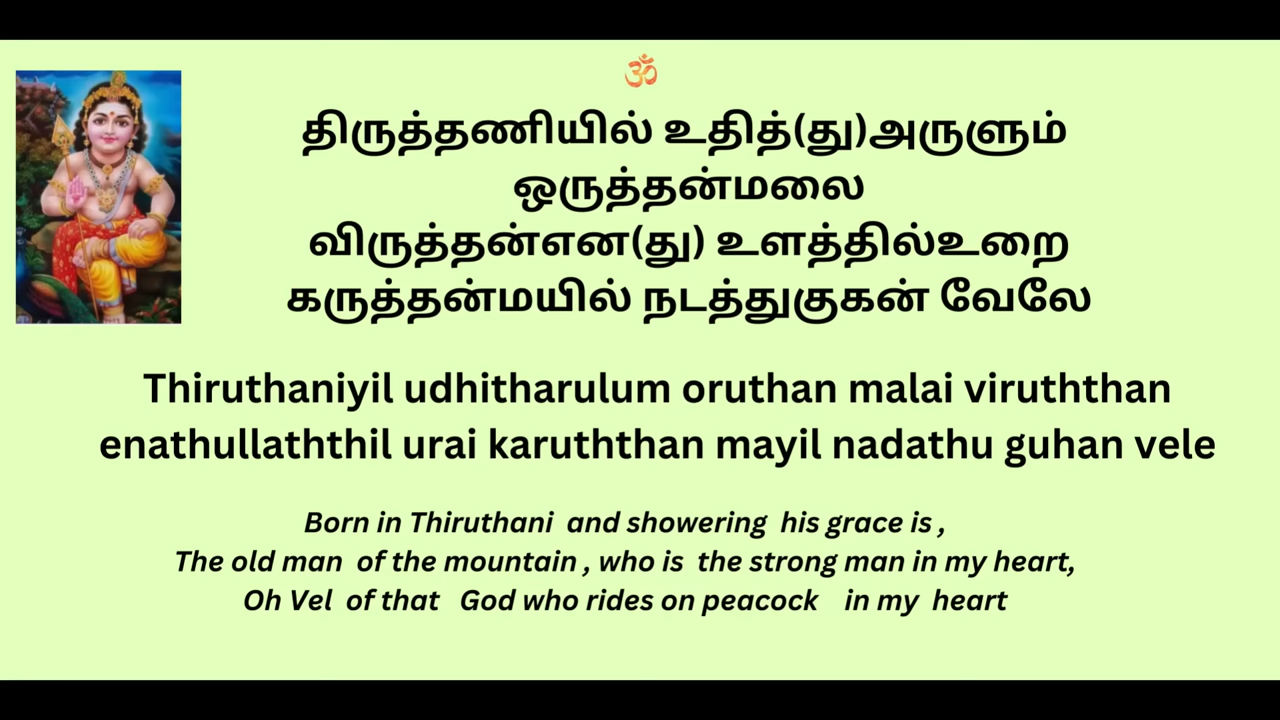 ॐ
திருத்தணியில் உதித்(து)அருளும்
ஒருத்தன்மலை
விருத்தன்என(து) உளத்தில்உறை
கருத்தன்மயில் நடத்துகுகன் வேலே
Thiruthaniyil udhitharulum oruthan malai viruththan
enathullaththil urai karuththan mayil nadathu guhan vele
Born in Thiruthani and showering his grace is ,
The old man of the mountain , who is the strong man in my heart,
Oh Vel of that God who rides on peacock in my heart